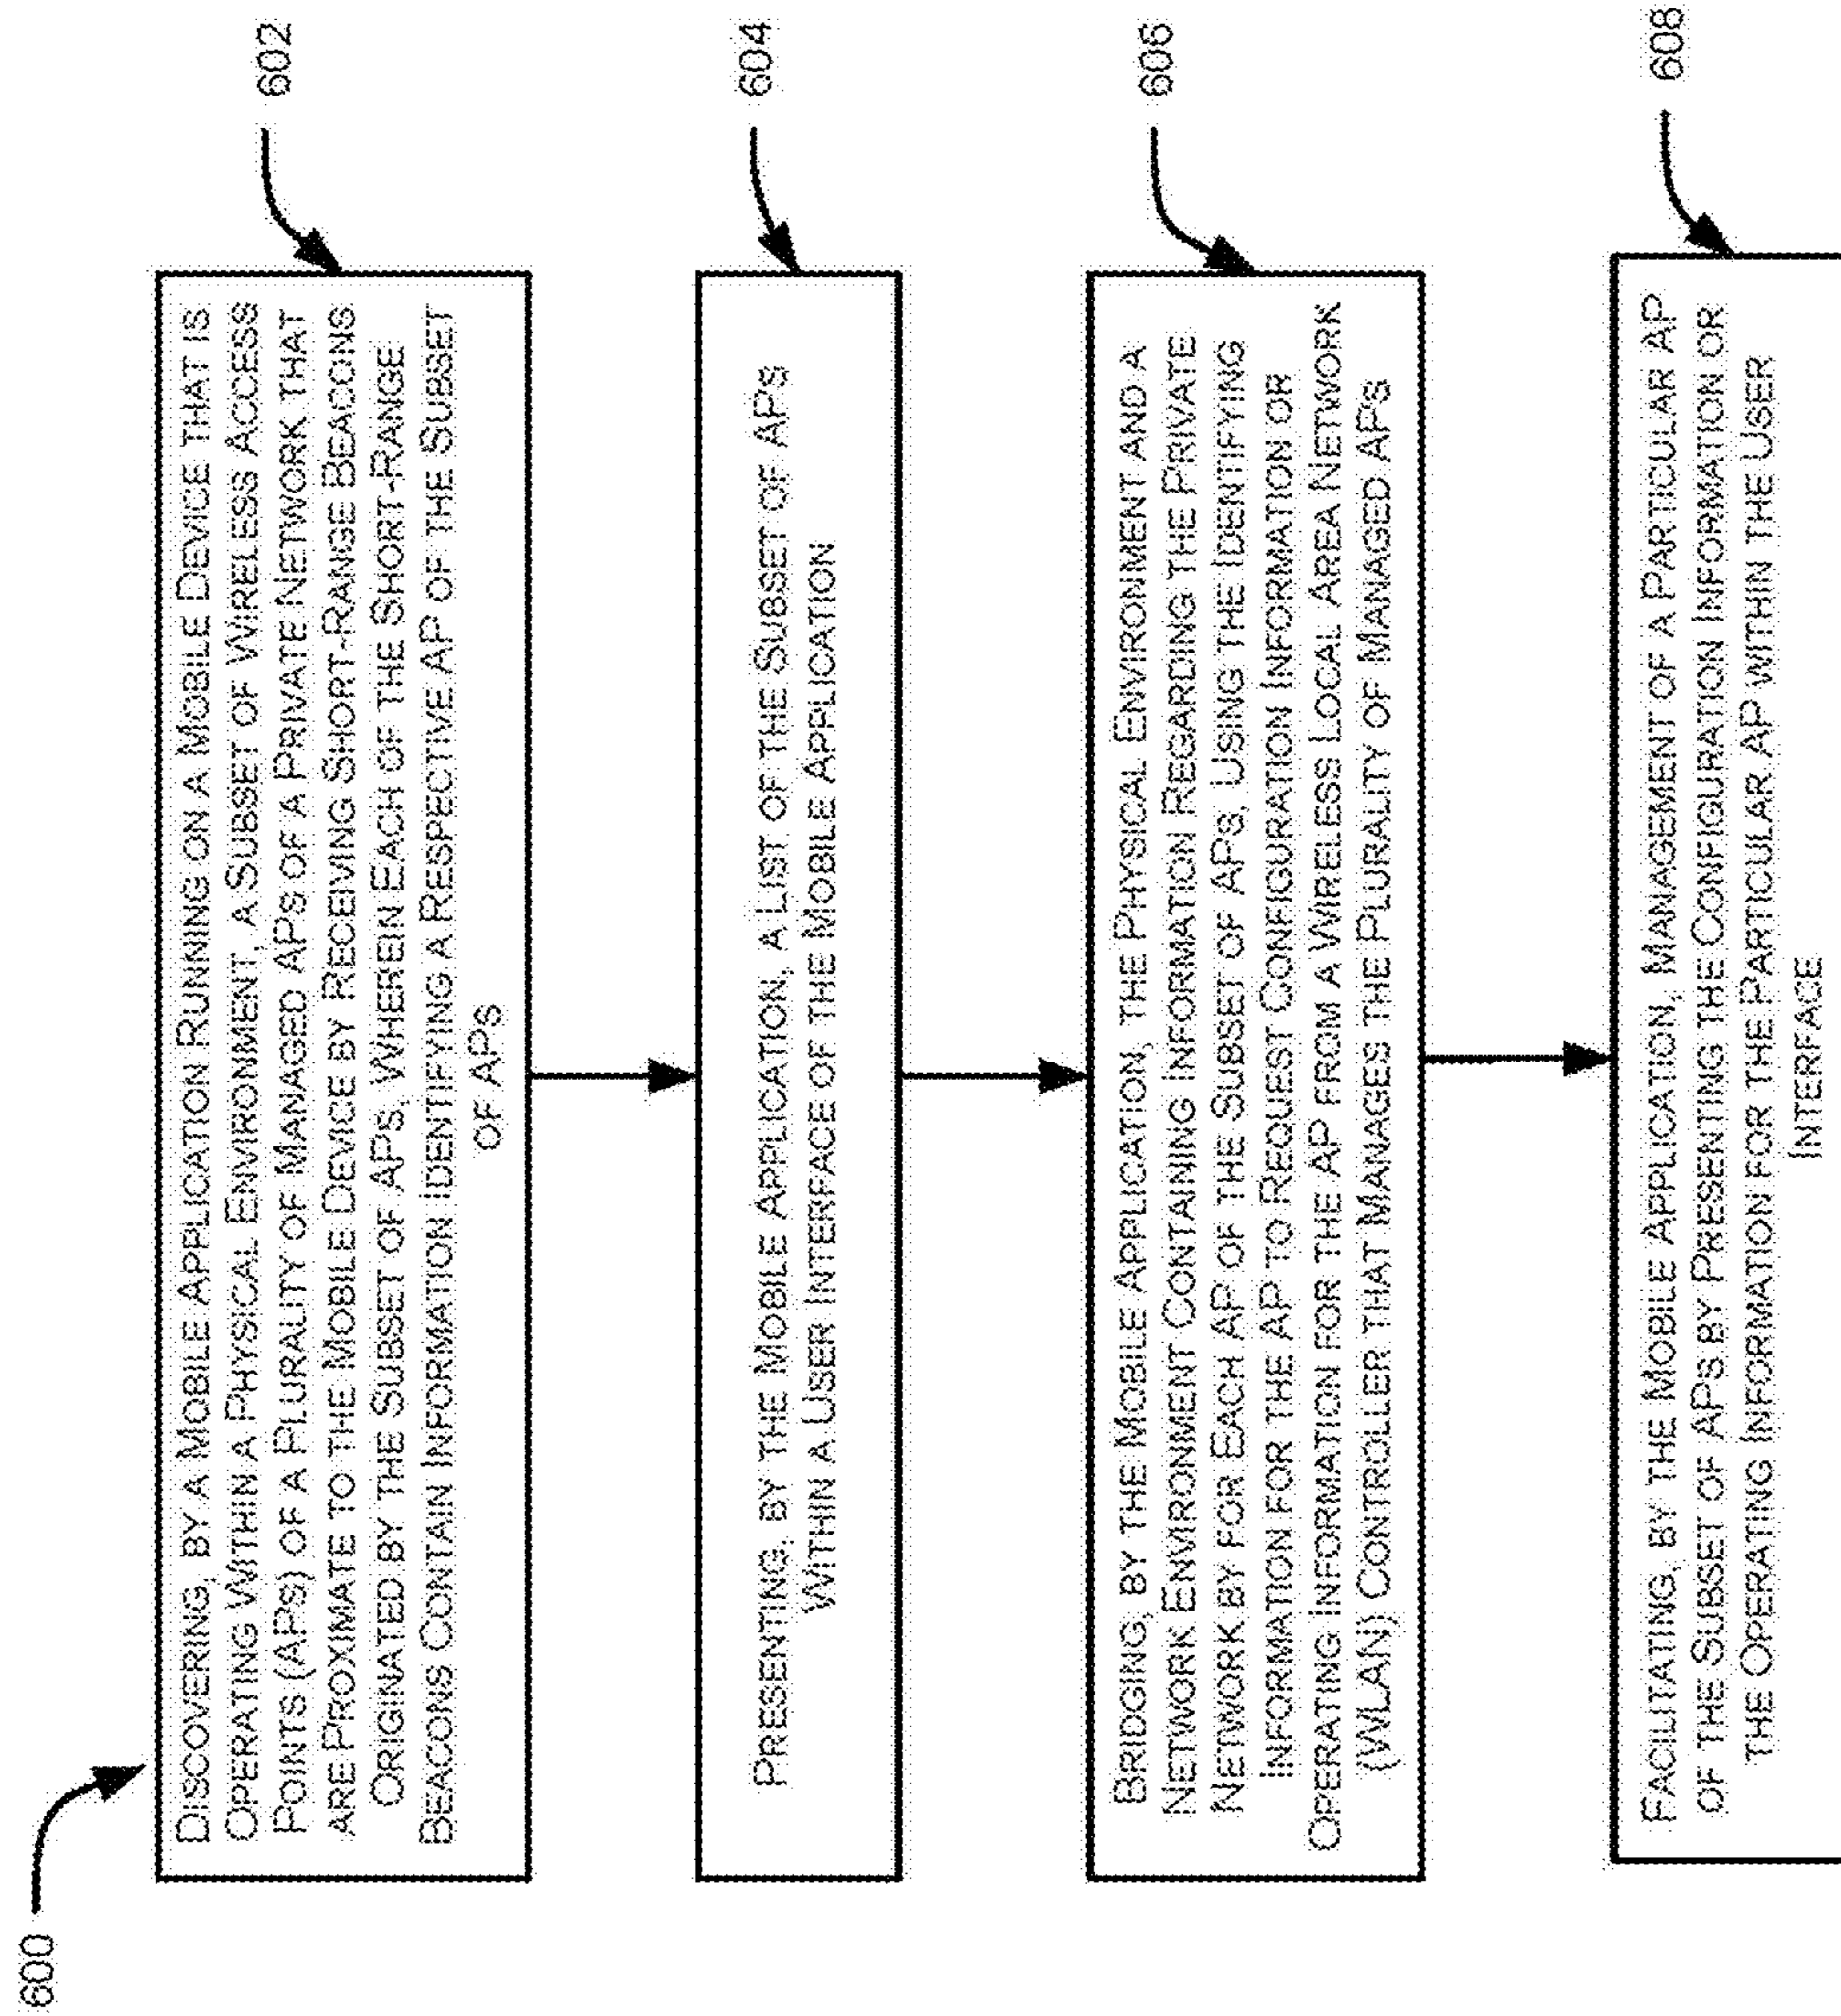 600
DISCOVERING, BY A MOBILE APPLICATION RUNNING ON A MOBILE DEVICE THAT IS
OPERATING WITHIN A PHYSICAL ENVIRONMENT, A SUBSET OF WIRELESS ACCESS
POINTS (APS) OF A PLURALITY OF MANAGED APS OF A PRIVATE NETWORK THAT
ARE PROXIMATE TO THE MOBILE DEVICE BY RECEIVING SHORT-RANGE BEACONS
ORIGINATED BY THE SUBSET OF APS, WHEREIN EACH OF THE SHORT-RANGE
BEACONS CONTAIN INFORMATION IDENTIFYING A RESPECTIVE AP OF THE SUBSET
OF APS
602
PRESENTING, BY THE MOBILE APPLICATION, A LIST OF THE SUBSET OF APS
WITHIN A USER INTERFACE OF THE MOBILE APPLICATION
604
BRIDGING, BY THE MOBILE APPLICATION, THE PHYSICAL ENVIRONMENT AND A
NETWORK ENVIRONMENT CONTAINING INFORMATION REGARDING THE PRIVATE
NETWORK BY FOR EACH AP OF THE SUBSET OF APS, USING THE IDENTIFYING
INFORMATION FOR THE AP TO REQUEST CONFIGURATION INFORMATION OR
OPERATING INFORMATION FOR THE AP FROM A WIRELESS LOCAL AREA NETWORK
(WLAN) CONTROLLER THAT MANAGES THE PLURALITY OF MANAGED APS
606
FACILITATING, BY THE MOBILE APPLICATION, MANAGEMENT OF A PARTICULAR AP
OF THE SUBSET OF APS BY PRESENTING THE CONFIGURATION INFORMATION OR
THE OPERATING INFORMATION FOR THE PARTICULAR AP WITHIN THE USER
INTERFACE
608